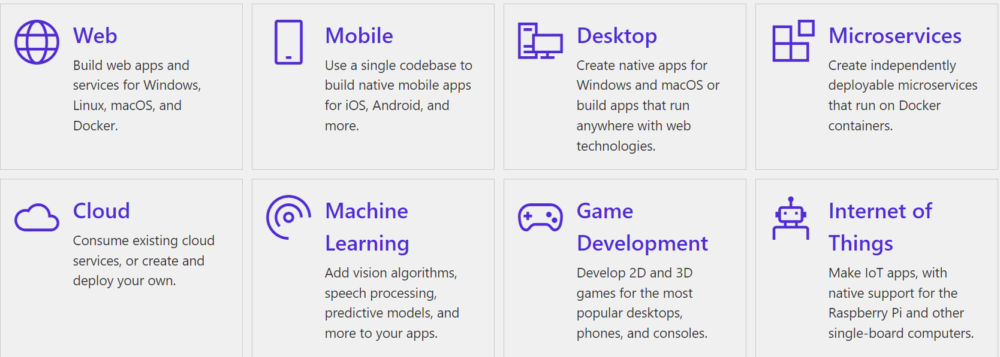 Web
Build web apps and
services for Windows,
Linux, macOS, and
Docker.
Mobile
Use a single codebase to
build native mobile apps
for iOS, Android, and
more.
Desktop
Create native apps for
Windows and macOS or
build apps that run
anywhere with web
technologies.
Microservices
Create independently
deployable microservices
that run on Docker
containers.
Cloud
Consume existing cloud
services, or create and
deploy your own.
Machine
Learning
Add vision algorithms,
speech processing,
predictive models, and
more to your apps.
Game
Development
Develop 2D and 3D
games for the most
popular desktops,
phones, and consoles.
Internet of
Things
Make IoT apps, with
native support for the
Raspberry Pi and other
single-board computers.